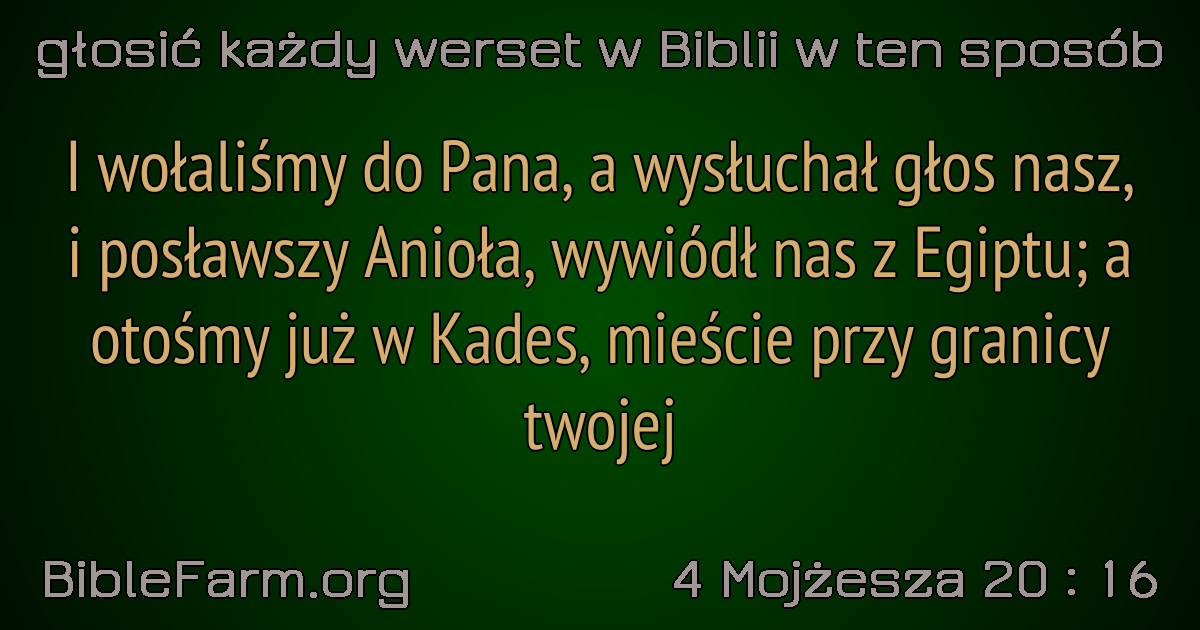 głosić każdy werset w Biblii w ten sposób
I wołaliśmy do Pana, a wysłuchał głos nasz,
i posławszy Anioła, wywiódł nas z Egiptu; a
otośmy już w Kades, mieście przy granicy
twojej
BibleFarm.org
4 Mojżesza 20 : 16